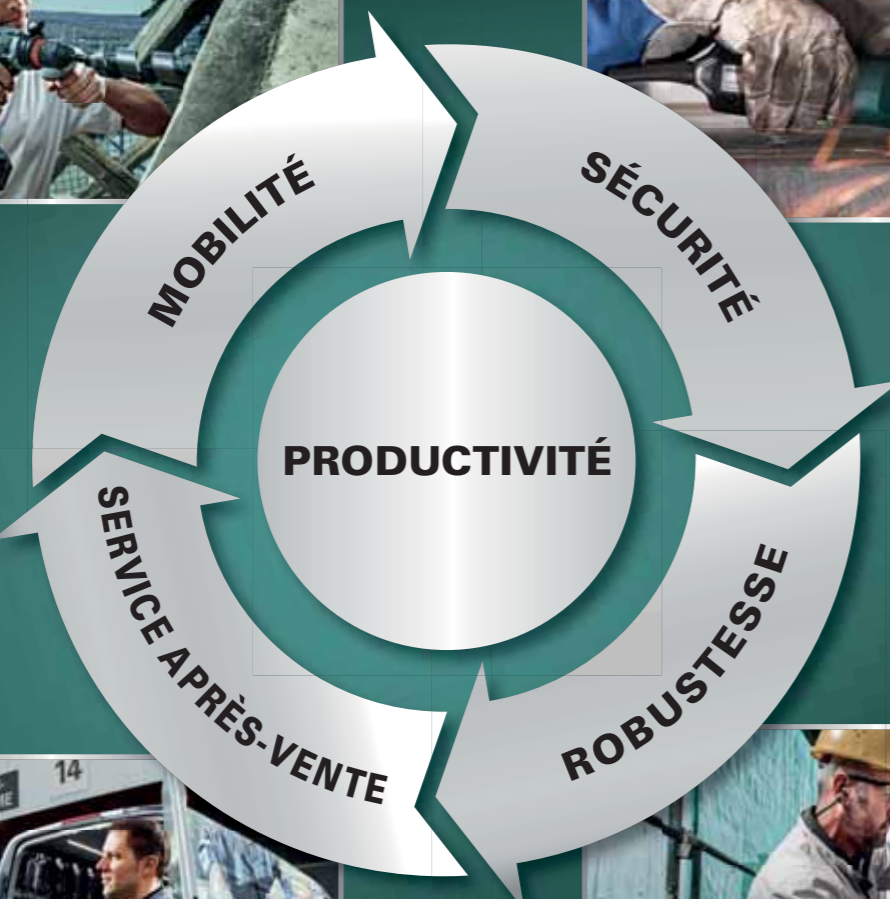 MOBILITÉ
SÉCURITÉ
PRODUCTIVITÉ
SERVICE APRÈS-VENTE
ROBUSTESSE
14